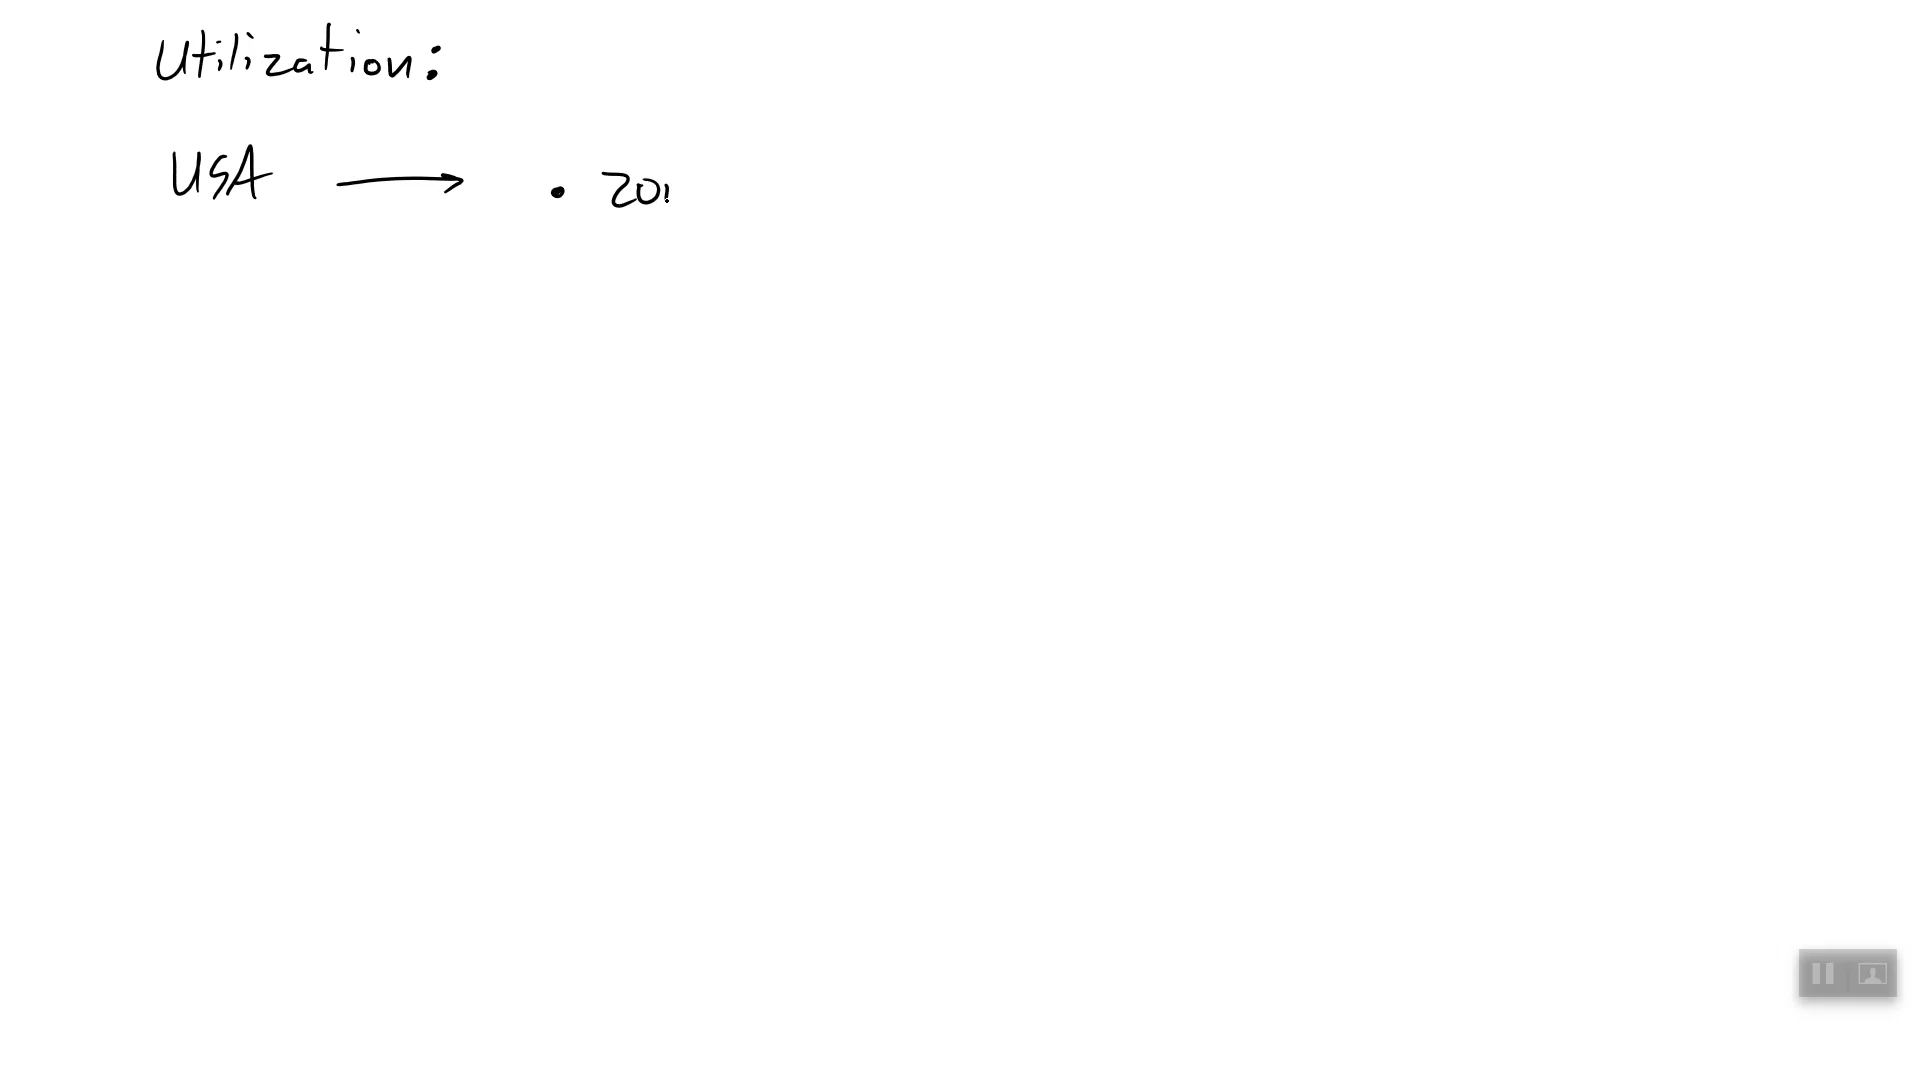 Utilization:
USA → • 20